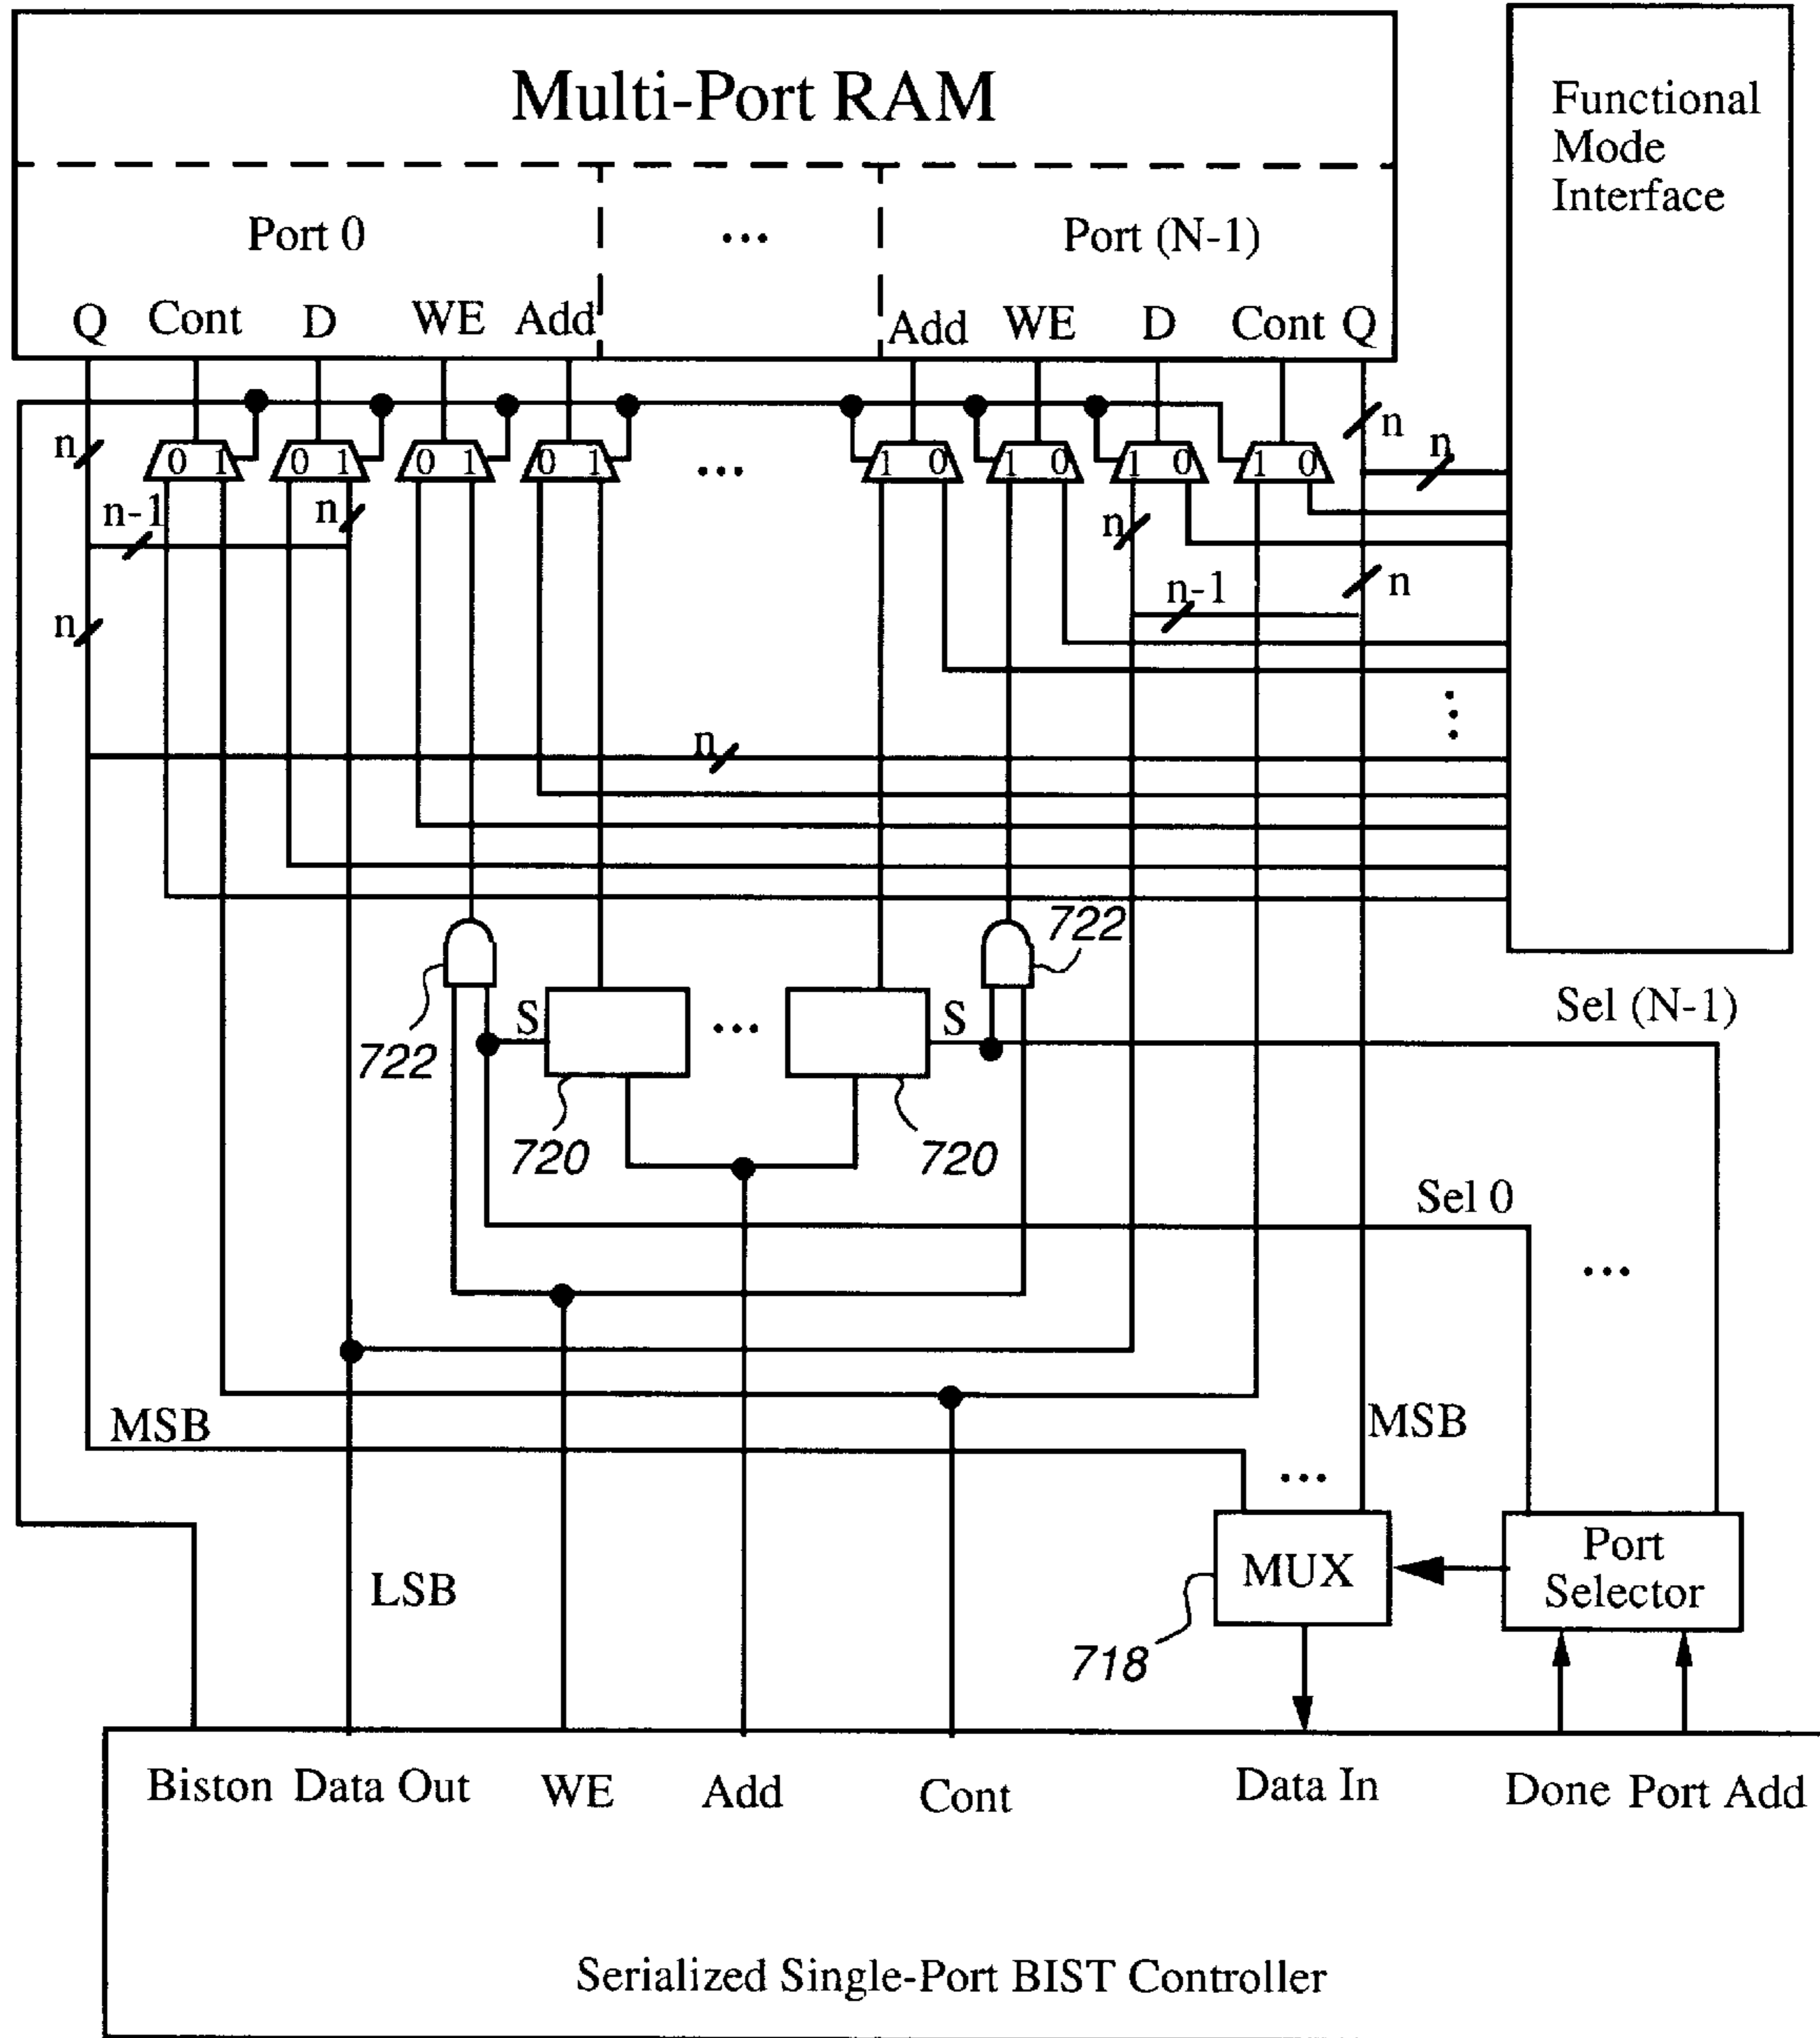 Multi-Port RAM
Functional
Mode
Interface
Port 0
...
Port (N-1)
Q Cont D WE Add
Add WE D Cont Q
n
n
n
0 1
0 1
0 1
0 1
...
1 0
1 0
1 0
1 0
n-1
n
n
n
n-1
n
n
722
722
S
...
S
Sel (N-1)
720
720
Sel 0
...
MSB
MSB
...
LSB
MUX
Port
Selector
718
Biston Data Out WE Add Cont Data In Done Port Add
Serialized Single-Port BIST Controller